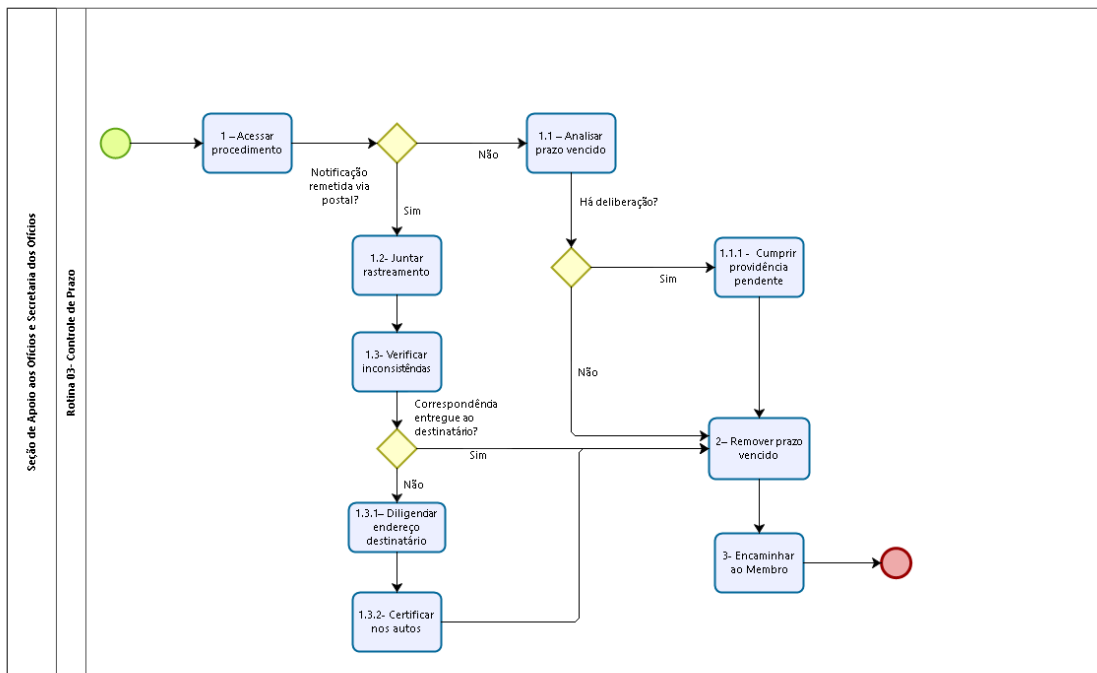 Seção de Apoio aos Ofícios e Secretaria dos Ofícios
Rotina 03- Controle de Prazo
1 – Acessar
procedimento
Notificação
remetida via
postal?
Não
Sim
1.1 – Analisar
prazo vencido
Há deliberação?
Sim
Não
1.1.1 - Cumprir
providência
pendente
1.2- Juntar
rastreamento
1.3- Verificar
inconsistências
Correspondência
entregue ao
destinatário?
Sim
Não
1.3.1– Diligenciar
endereço
destinatário
1.3.2- Certificar
nos autos
2– Remover prazo
vencido
3- Encaminhar
ao Membro